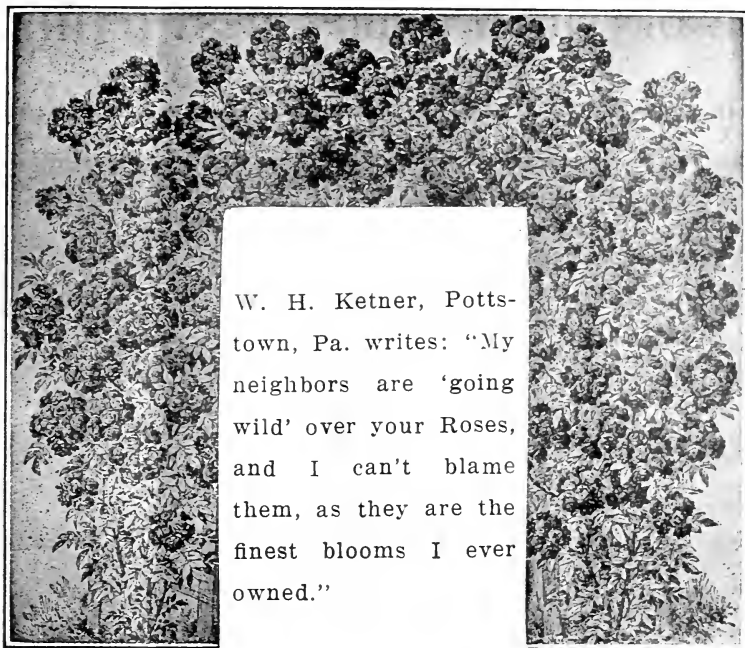 W. H. Ketner, Potts-
town, Pa. writes: “My
neighbors are ‘going
wild’ over your Roses,
and I can't blame
them, as they are the
finest blooms I ever
owned.”